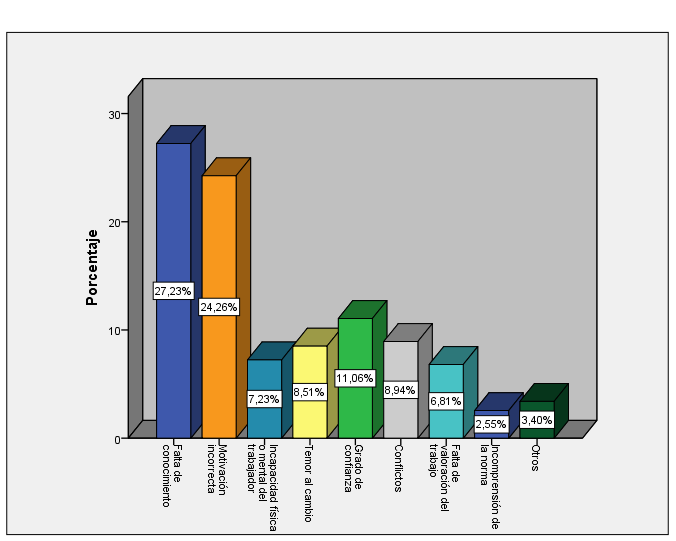 Porcentaje
30
20
10
0
27,23%
24,26%
7,23%
8,51%
11,06%
8,94%
6,81%
2,55%
3,40%
Falta de
conocimiento
Motivación
incorrecta
Incapacidad física
o mental del
trabajador
Temor al cambio
Grado de
confianza
Conflictos
Falta de
valoración del
trabajo
Incomprensión de
la norma
Otros